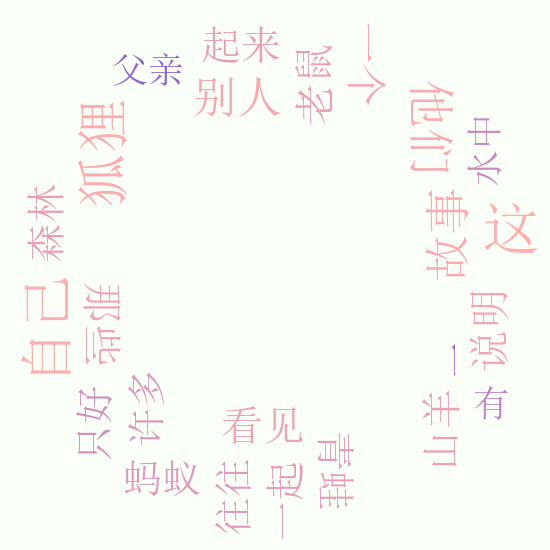 起来
父亲
别人
老鼠
一个
他们
水中
狐狸
森林
故事
这
自己
那些
说明
一
有
只好
许多
山羊
看见
蚂蚁
往往
一起